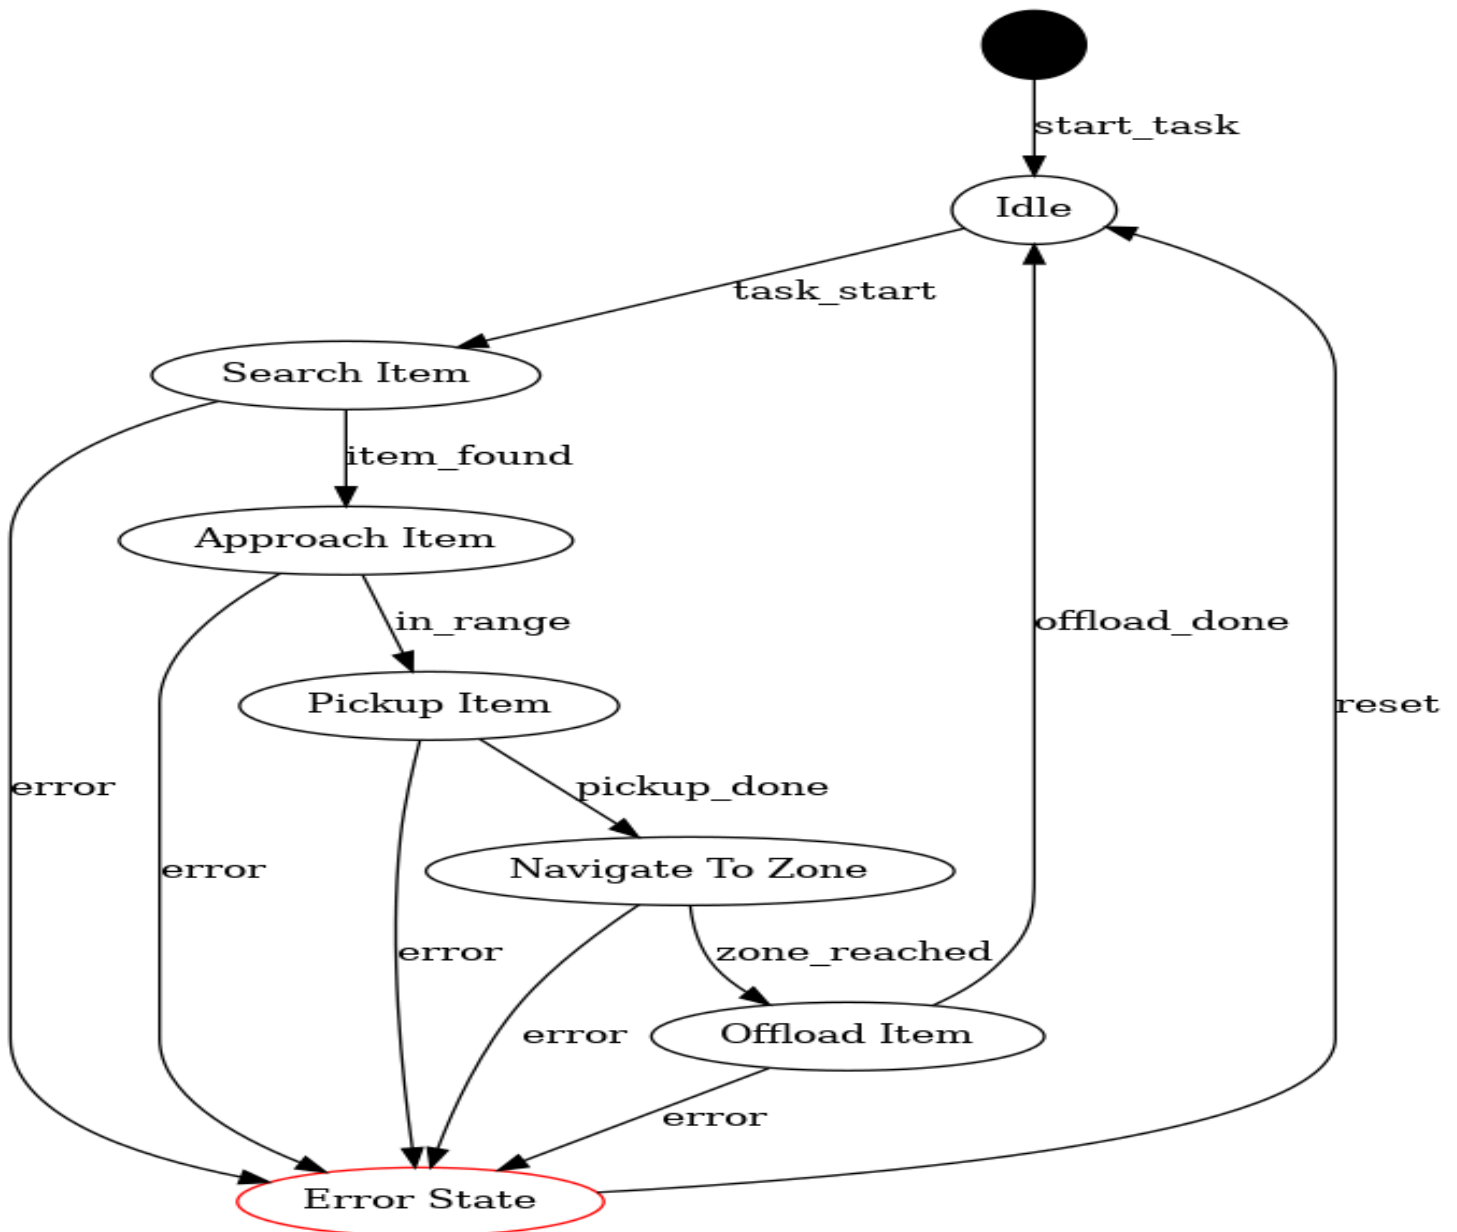 start_task
Idle
task_start
Search Item
item_found
Approach Item
in_range
offload_done
Pickup Item
reset
error
pickup_done
error
Navigate To Zone
error
zone_reached
error
Offload Item
error
Error State